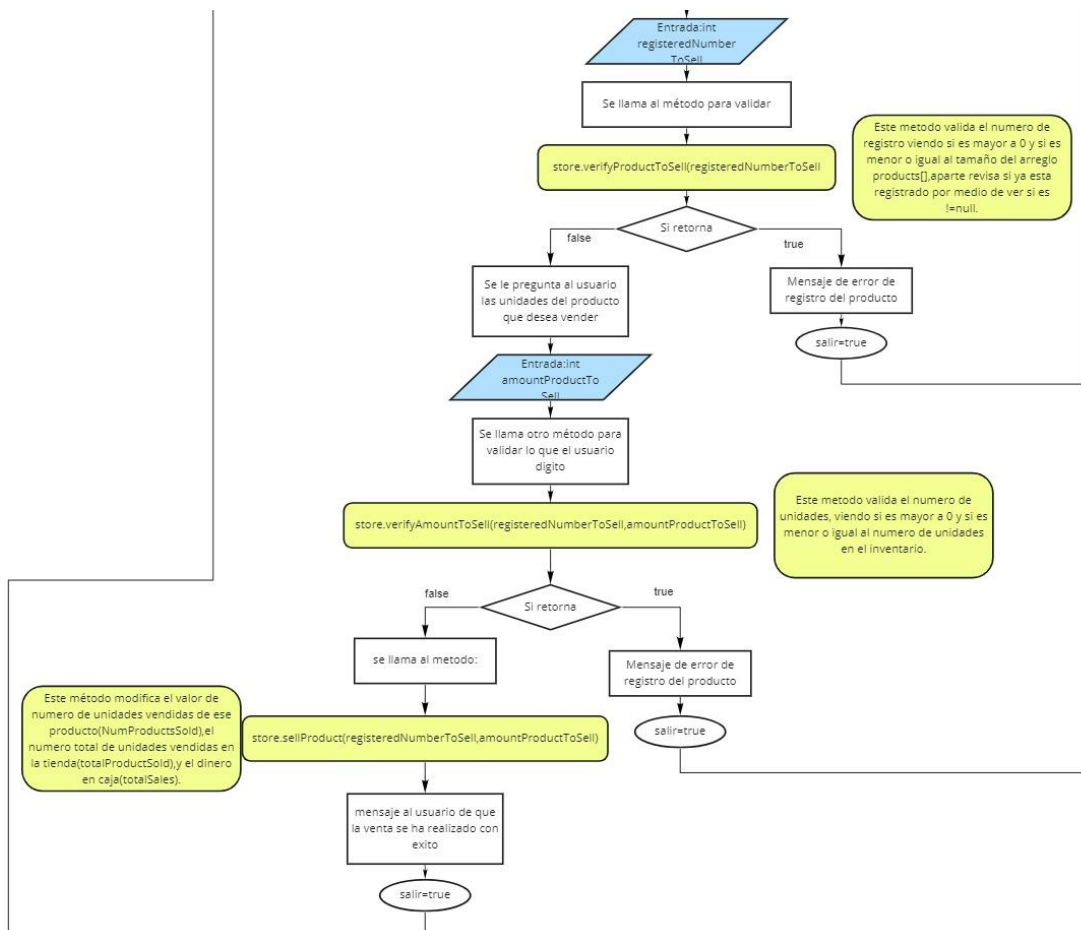 Entrada:int
registeredNumber
ToSell
Se llama al método para validar
Este metodo valida el numero de
registro viendo si es mayor a 0 y si es
menor o igual al tamaño del arreglo
products[],aparte revisa si ya esta
registrado por medio de ver si es
!=null.
store.verifyProductToSell(registeredNumberToSell
Si retorna
false
true
Se le pregunta al usuario
las unidades del producto
que desea vender
Mensaje de error de
registro del producto
salir=true
Entrada:int
amountProductTo
Sell
Se llama otro método para
validar lo que el usuario
digito
store.verifyAmountToSell(registeredNumberToSell,amountProductToSell)
Este metodo valida el numero de
unidades, viendo si es mayor a 0 y si es
menor o igual al numero de unidades
en el inventario.
Si retorna
false
true
se llama al metodo:
Mensaje de error de
registro del producto
salir=true
Este método modifica el valor de
numero de unidades vendidas de ese
producto(NumProductsSold),el
numero total de unidades vendidas en
la tienda(totalProductSold),y el dinero
en caja(totalSales).
store.sellProduct(registeredNumberToSell,amountProductToSell)
mensaje al usuario de que
la venta se ha realizado con
exito
salir=true